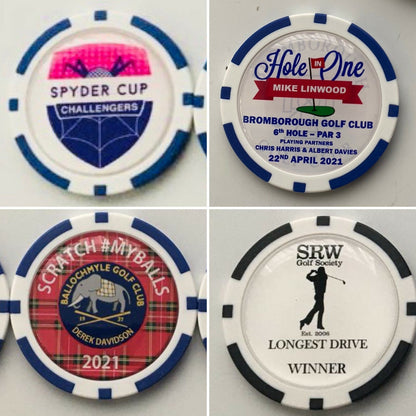 SPYDER CUP
CHALLENGERS
Hole IN One
MIKE LINWOOD
BROMBOROUGH GOLF CLUB
6TH HOLE – PAR 3
PLAYING PARTNERS
CHRIS HARRIS & ALBERT DAVIES
22ND APRIL 2021
SCRATCH #MYBALLS
BALLOCHMYLE GOLF CLUB
19 37
DEREK DAVIDSON
2021
SRW
Golf Society
Est. 2006
LONGEST DRIVE
WINNER